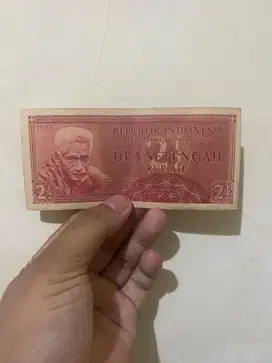 1956
REPUBLIK INDONESIA
DUA SETENGAH
RUPIAH
2½
2½